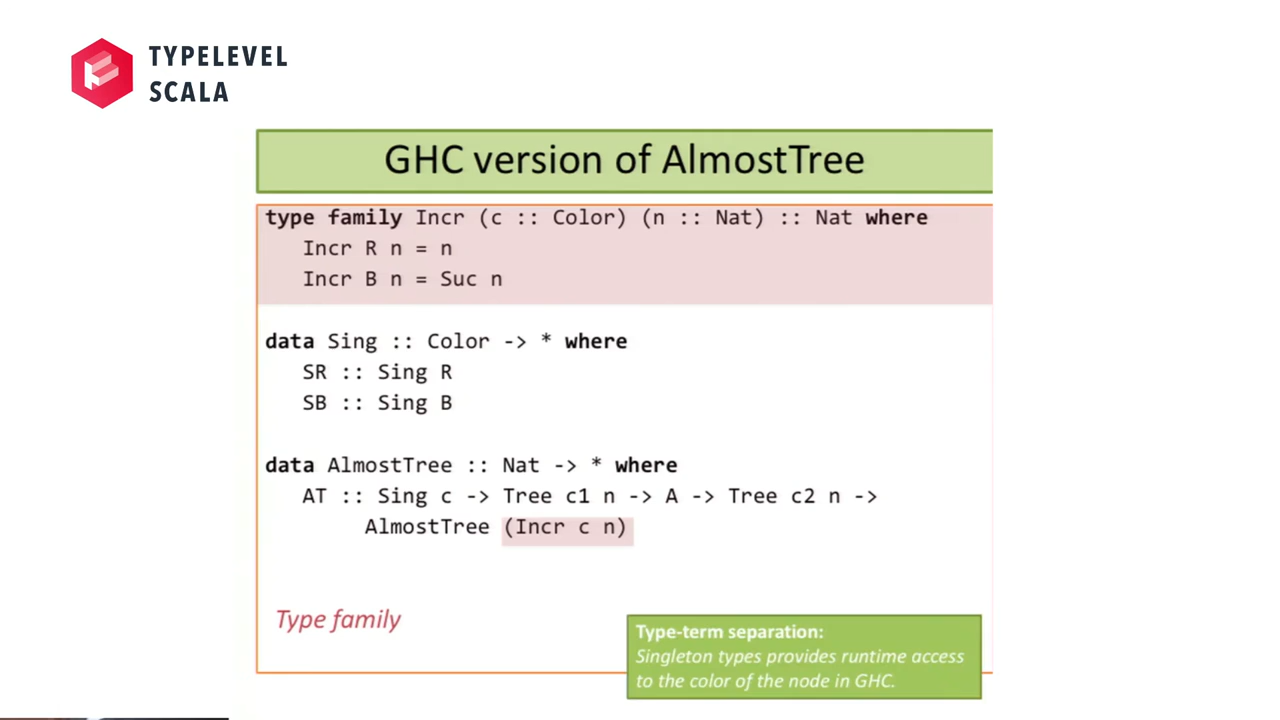 TYPELEVEL
SCALA
GHC version of AlmostTree
type family Incr (c :: Color) (n :: Nat) :: Nat where
Incr R n = n
Incr B n = Suc n
data Sing :: Color -> * where
SR :: Sing R
SB :: Sing B
data AlmostTree :: Nat -> * where
AT :: Sing c -> Tree c1 n -> A -> Tree c2 n ->
AlmostTree (Incr c n)
Type family
Type-term separation:
Singleton types provides runtime access
to the color of the node in GHC.